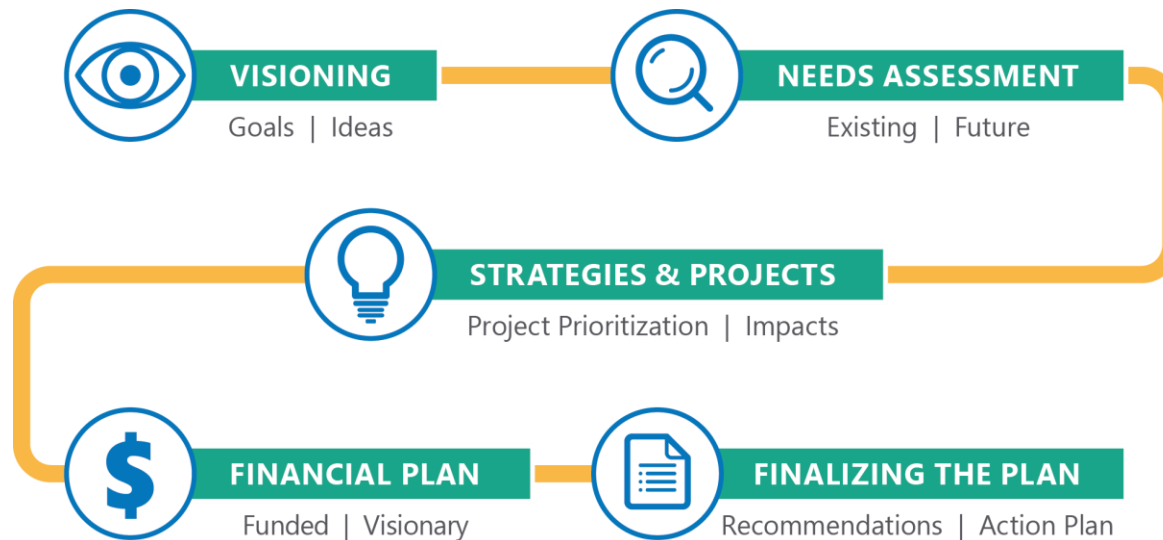 VISIONING
Goals | Ideas
NEEDS ASSESSMENT
Existing | Future
STRATEGIES & PROJECTS
Project Prioritization | Impacts
$
FINANCIAL PLAN
Funded | Visionary
FINALIZING THE PLAN
Recommendations | Action Plan